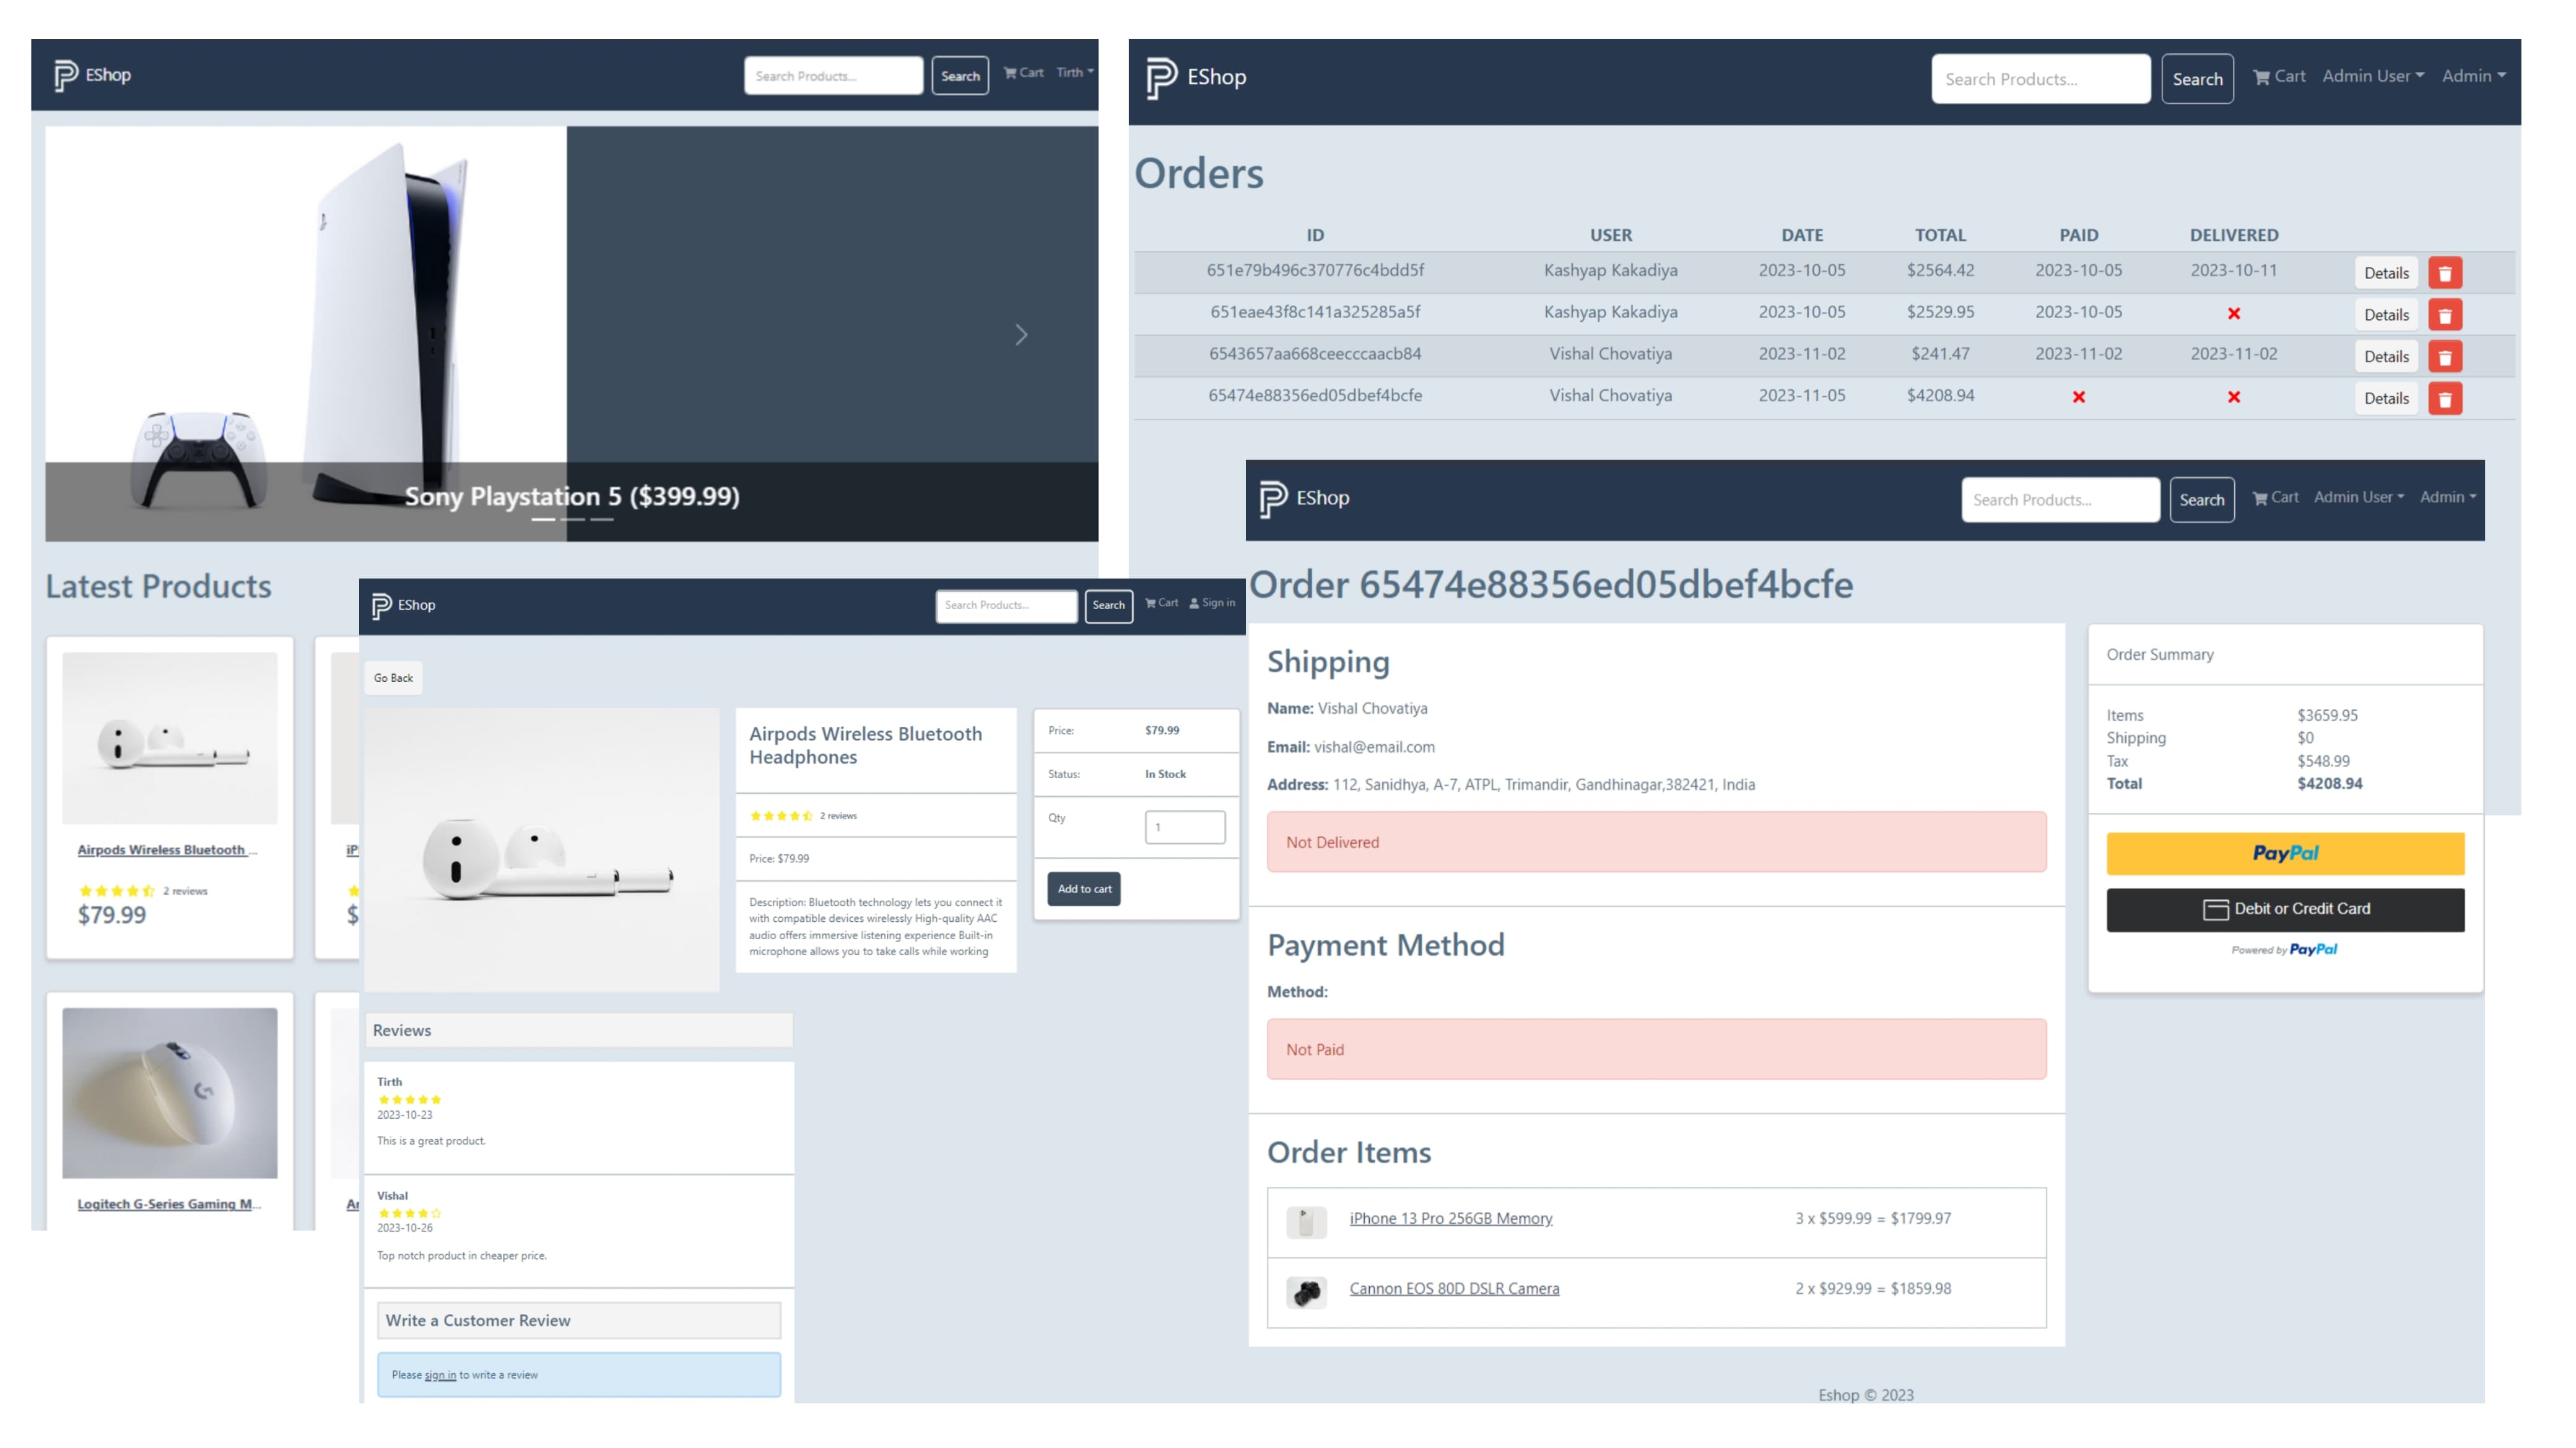 EShop
Search Products...
Search
Cart
Tirth
Sony Playstation 5 ($399.99)
Latest Products
Airpods Wireless Bluetooth ...
2 reviews
$79.99
iP
$
Logitech G-Series Gaming M...
EShop
Search Products...
Search
Cart
Admin User
Admin
Orders
ID USER DATE TOTAL PAID DELIVERED
651e79b496c370776c4bdd5f Kashyap Kakadiya 2023-10-05 $2564.42 2023-10-05 2023-10-11 Details
651eae43f8c141a325285a5f Kashyap Kakadiya 2023-10-05 $2529.95 2023-10-05 Details
6543657aa668ceecccaacb84 Vishal Chovatiya 2023-11-02 $241.47 2023-11-02 2023-11-02 Details
65474e88356ed05dbef4bcfe Vishal Chovatiya 2023-11-05 $4208.94 Details
EShop
Search Products...
Search
Cart
Sign in
Go Back
Airpods Wireless Bluetooth
Headphones
2 reviews
Price: $79.99
Description: Bluetooth technology lets you connect it
with compatible devices wirelessly High-quality AAC
audio offers immersive listening experience Built-in
microphone allows you to take calls while working
Price: $79.99
Status: In Stock
Qty 1
Add to cart
Reviews
Tirth
2023-10-23
This is a great product.
Vishal
2023-10-26
Top notch product in cheaper price.
Write a Customer Review
Please sign in to write a review
EShop
Search Products...
Search
Cart
Admin User
Admin
Order 65474e88356ed05dbef4bcfe
Shipping
Name: Vishal Chovatiya
Email: vishal@email.com
Address: 112, Sanidhya, A-7, ATPL, Trimandir, Gandhinagar,382421, India
Not Delivered
Payment Method
Method:
Not Paid
Order Items
iPhone 13 Pro 256GB Memory 3 x $599.99 = $1799.97
Cannon EOS 80D DSLR Camera 2 x $929.99 = $1859.98
Order Summary
Items $3659.95
Shipping $0
Tax $548.99
Total $4208.94
PayPal
Debit or Credit Card
Powered by PayPal
Eshop © 2023